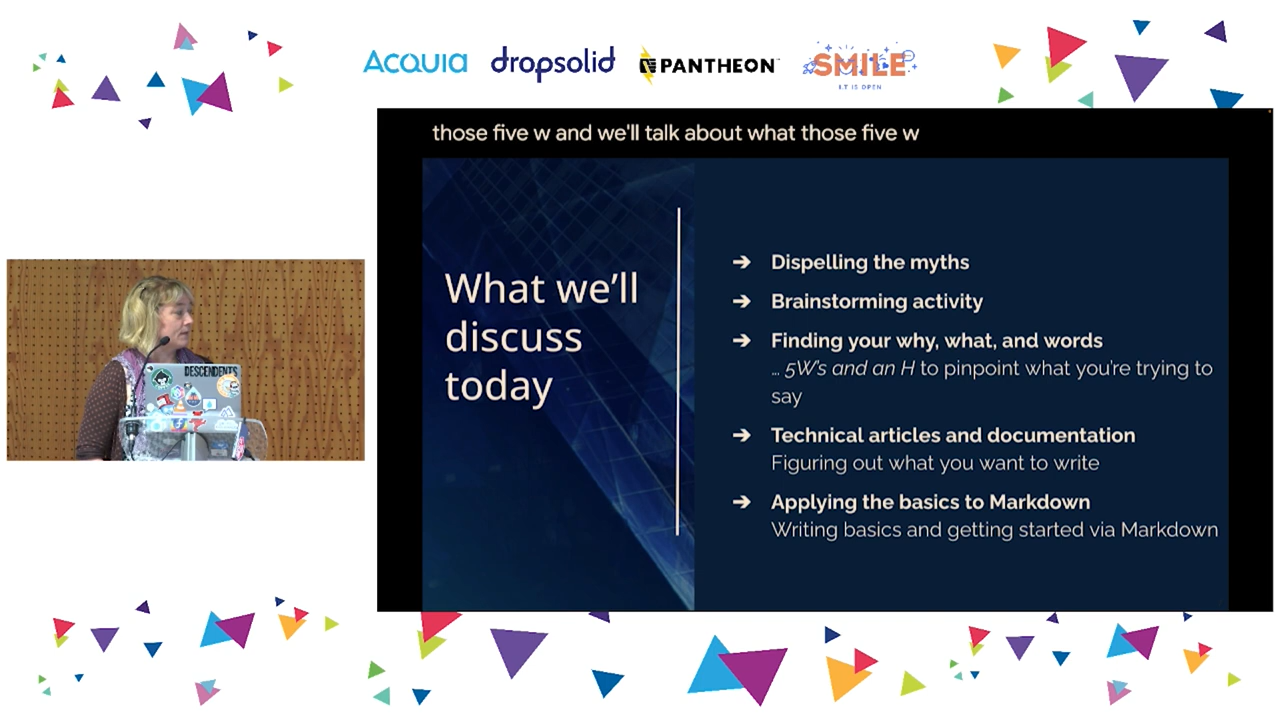 ACQUIA dropsolid PANTHEON SMILE
I.T IS OPEN
those five w and we'll talk about what those five w
What we'll
discuss
today
➔ Dispelling the myths
➔ Brainstorming activity
➔ Finding your why, what, and words
... 5W's and an H to pinpoint what you're trying to
say
➔ Technical articles and documentation
Figuring out what you want to write
➔ Applying the basics to Markdown
Writing basics and getting started via Markdown
DESCENDENTS